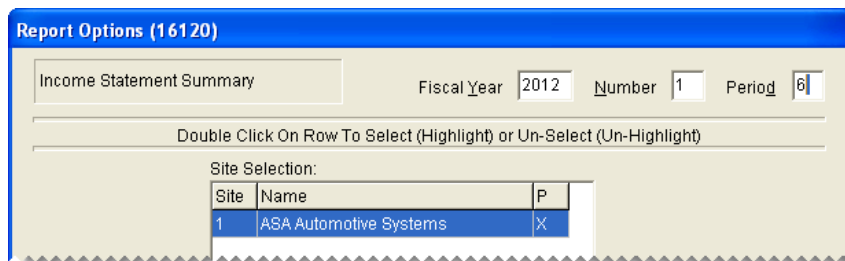 Report Options (16120)
Income Statement Summary Fiscal Year 2012 Number 1 Period 6
Double Click On Row To Select (Highlight) or Un-Select (Un-Highlight)
Site Selection:
Site Name P
1 ASA Automotive Systems X